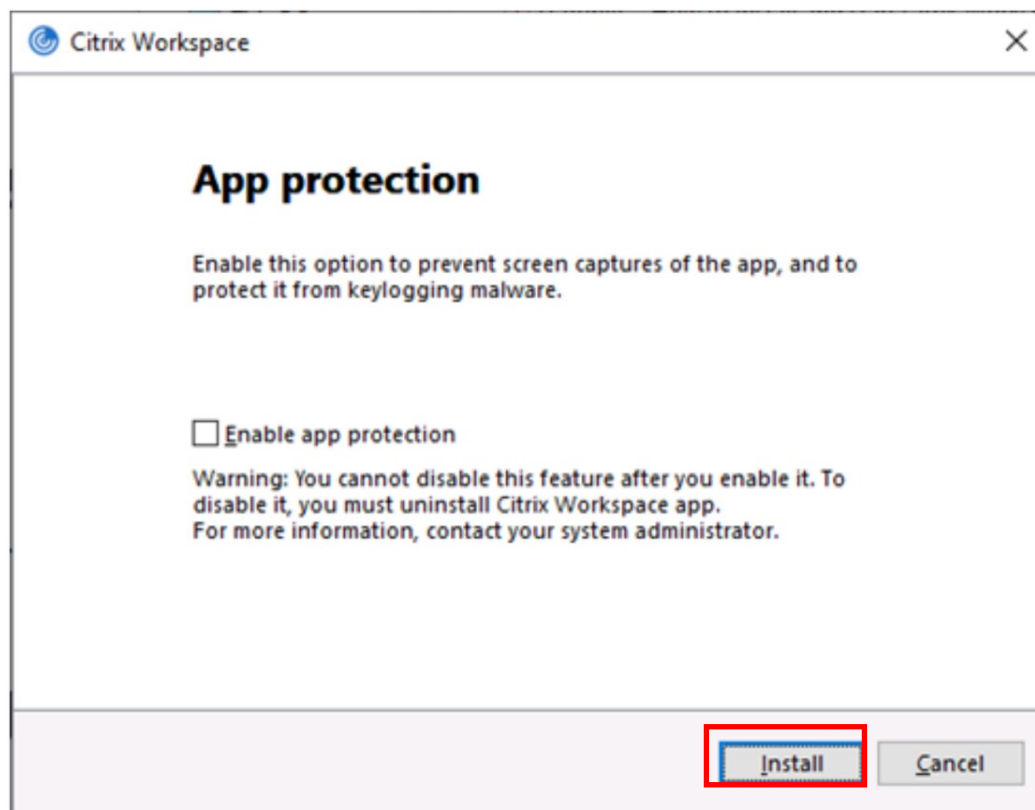 Citrix Workspace
App protection
Enable this option to prevent screen captures of the app, and to
protect it from keylogging malware.
Enable app protection
Warning: You cannot disable this feature after you enable it. To
disable it, you must uninstall Citrix Workspace app.
For more information, contact your system administrator.
Install
Cancel